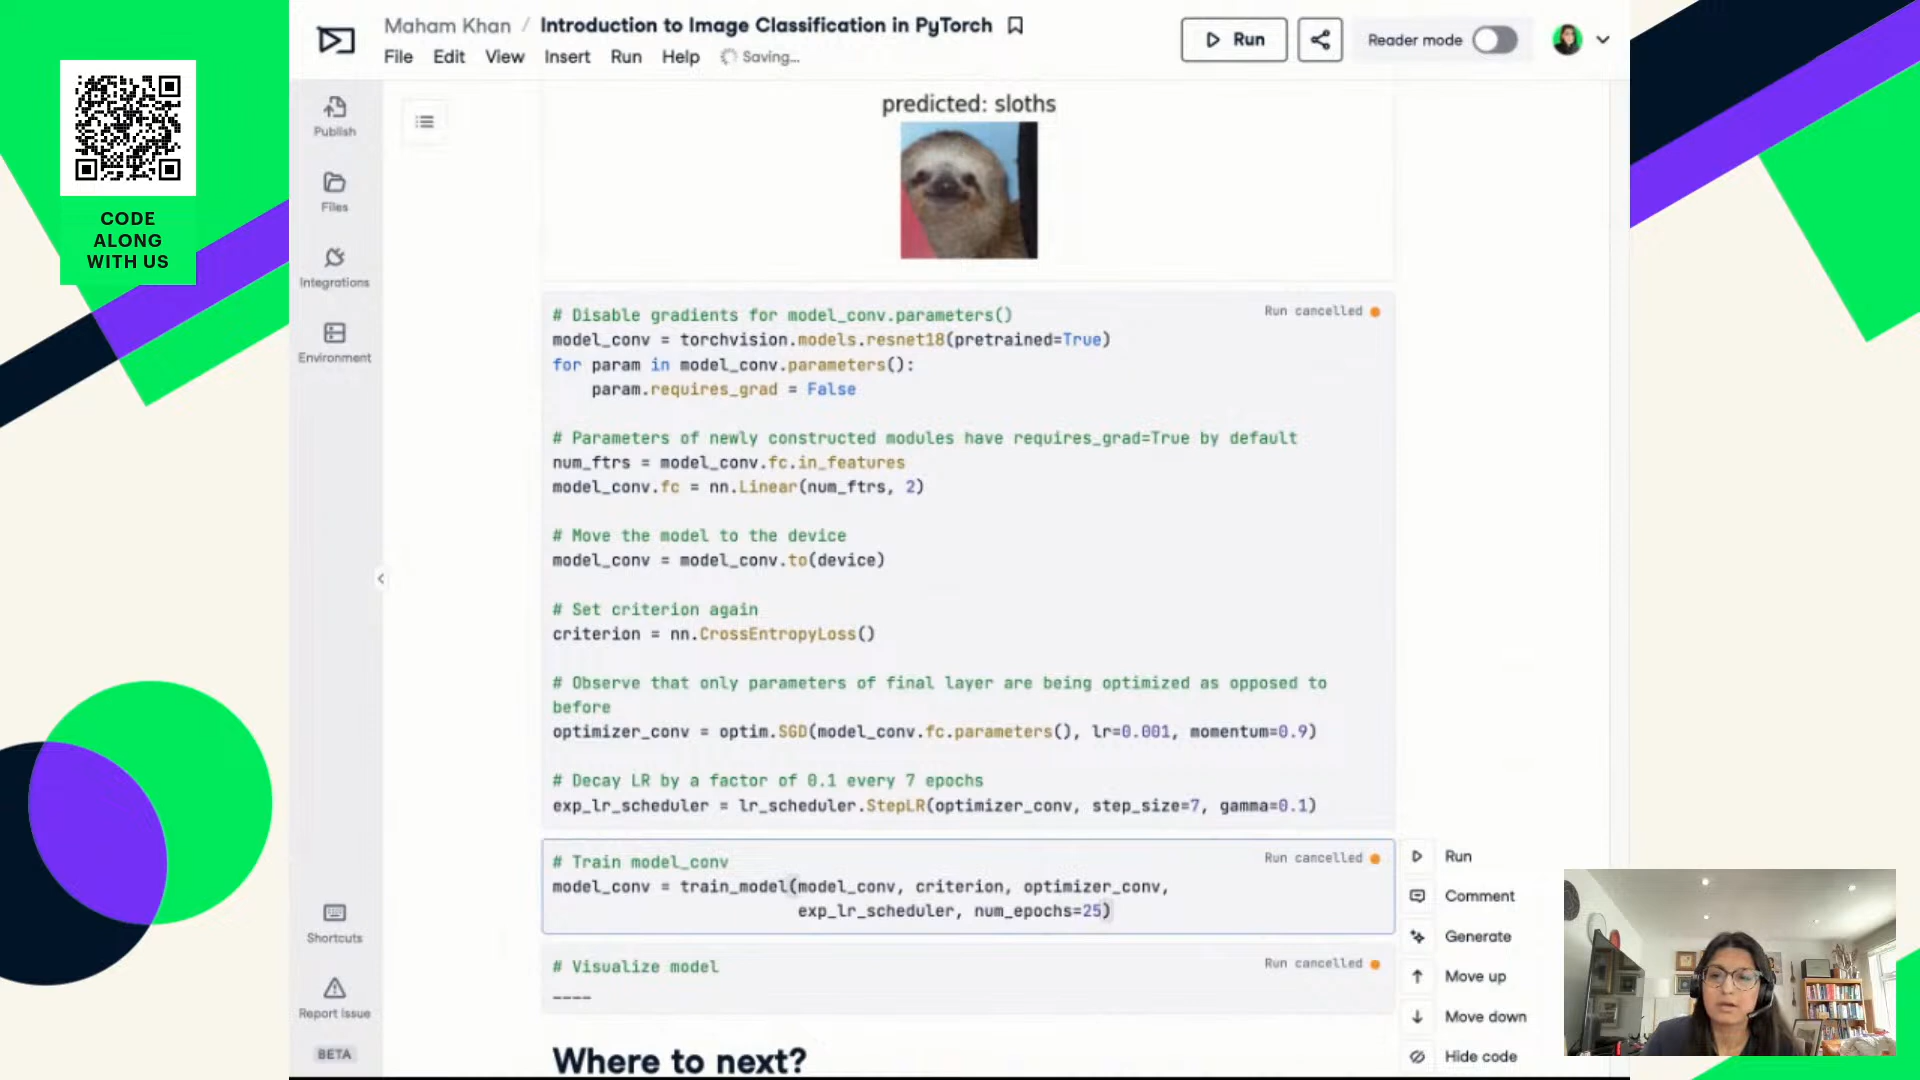 CODE
ALONG
WITH US
Maham Khan / Introduction to Image Classification in PyTorch
File Edit View Insert Run Help Saving...
Run
Reader mode
Publish
Files
Integrations
Environment
Shortcuts
Report Issue
BETA
predicted: sloths
Run cancelled
# Disable gradients for model_conv.parameters()
model_conv = torchvision.models.resnet18(pretrained=True)
for param in model_conv.parameters():
    param.requires_grad = False
# Parameters of newly constructed modules have requires_grad=True by default
num_ftrs = model_conv.fc.in_features
model_conv.fc = nn.Linear(num_ftrs, 2)
# Move the model to the device
model_conv = model_conv.to(device)
# Set criterion again
criterion = nn.CrossEntropyLoss()
# Observe that only parameters of final layer are being optimized as opposed to
before
optimizer_conv = optim.SGD(model_conv.fc.parameters(), lr=0.001, momentum=0.9)
# Decay LR by a factor of 0.1 every 7 epochs
exp_lr_scheduler = lr_scheduler.StepLR(optimizer_conv, step_size=7, gamma=0.1)
# Train model_conv
Run cancelled
model_conv = train_model(model_conv, criterion, optimizer_conv,
                         exp_lr_scheduler, num_epochs=25)
# Visualize model
Run cancelled
____
Where to next?
Run
Comment
Generate
Move up
Move down
Hide code